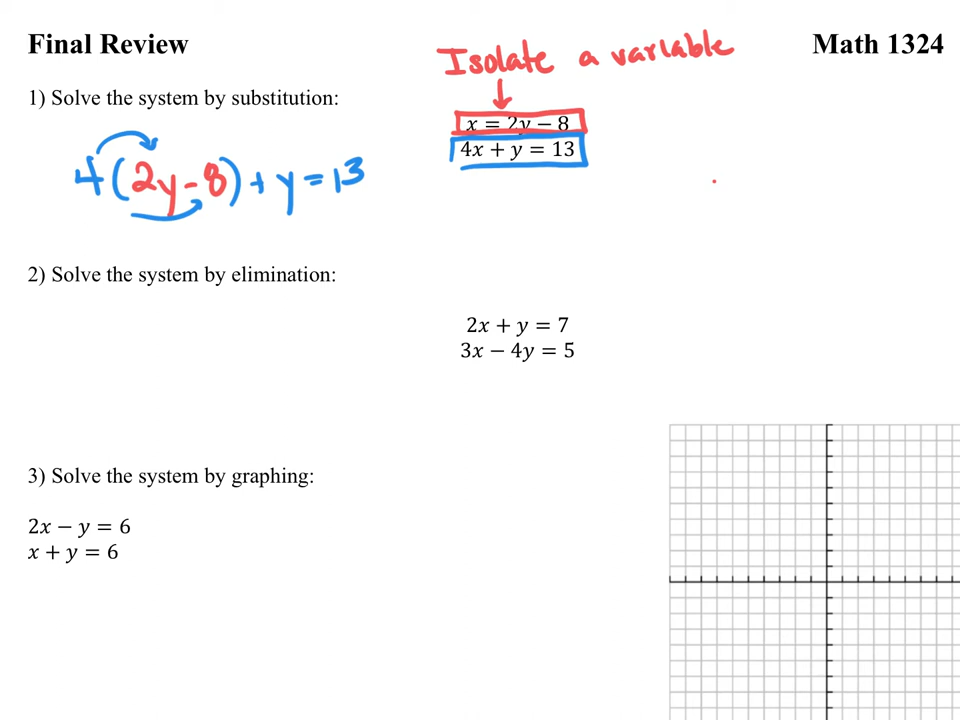 Final Review
Math 1324
Isolate a variable
1) Solve the system by substitution:
x = 2y − 8
4x + y = 13
4(2y-8)+y=13
2) Solve the system by elimination:
2x + y = 7
3x − 4y = 5
3) Solve the system by graphing:
2x − y = 6
x + y = 6